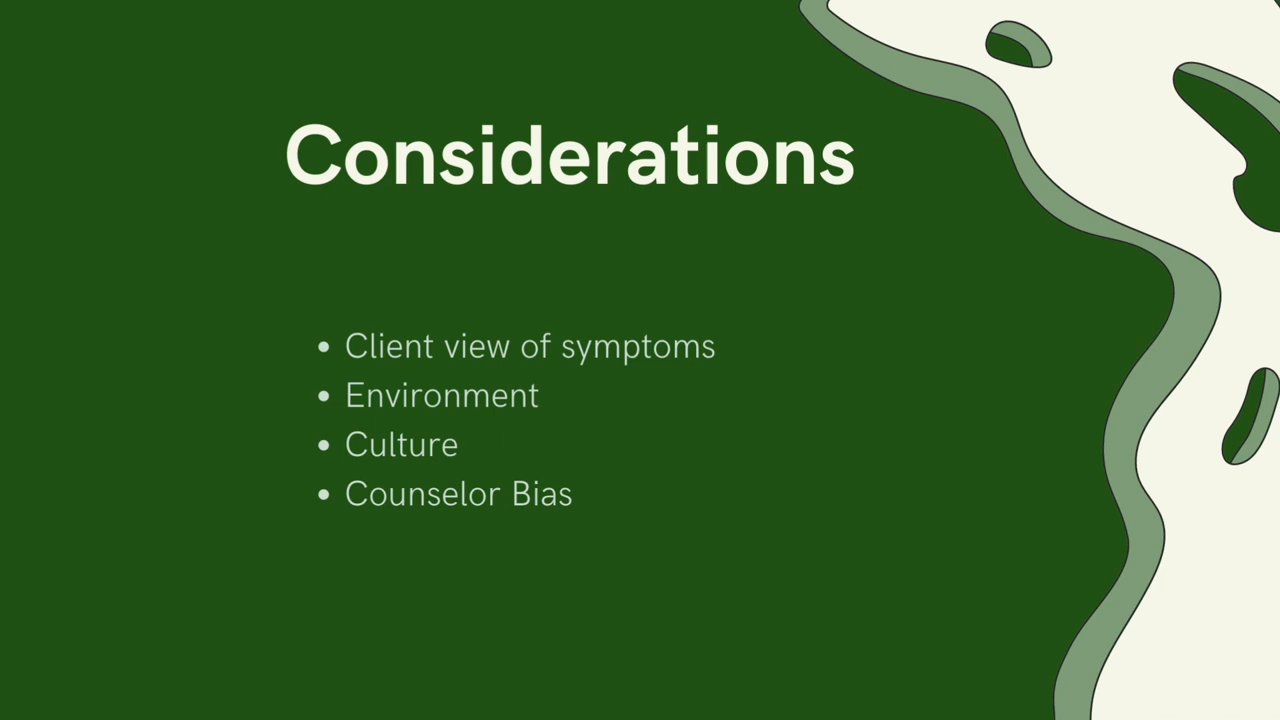 Considerations
• Client view of symptoms
• Environment
• Culture
• Counselor Bias